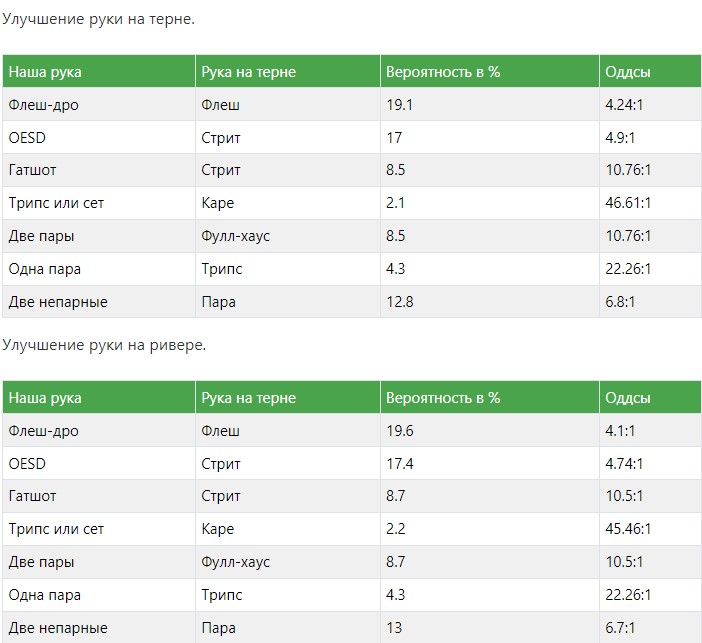 Улучшение руки на терне.
Наша рука Рука на терне Вероятность в % Оддсы
Флеш-дро Флеш 19.1 4.24:1
OESD Стрит 17 4.9:1
Гатшот Стрит 8.5 10.76:1
Трипс или сет Каре 2.1 46.61:1
Две пары Фулл-хаус 8.5 10.76:1
Одна пара Трипс 4.3 22.26:1
Две непарные Пара 12.8 6.8:1
Улучшение руки на ривере.
Наша рука Рука на терне Вероятность в % Оддсы
Флеш-дро Флеш 19.6 4.1:1
OESD Стрит 17.4 4.74:1
Гатшот Стрит 8.7 10.5:1
Трипс или сет Каре 2.2 45.46:1
Две пары Фулл-хаус 8.7 10.5:1
Одна пара Трипс 4.3 22.26:1
Две непарные Пара 13 6.7:1